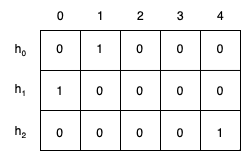 0 1 2 3 4
h₀ 0 1 0 0 0
h₁ 1 0 0 0 0
h₂ 0 0 0 0 1